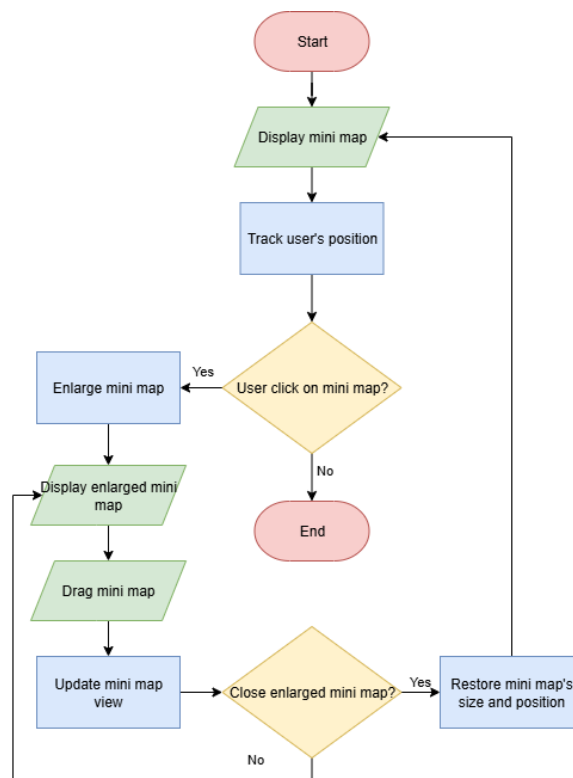 Start
Display mini map
Track user's position
User click on mini map?
Yes
No
Enlarge mini map
End
Display enlarged mini
map
Drag mini map
Update mini map
view
Close enlarged mini map?
Yes
No
Restore mini map's
size and position